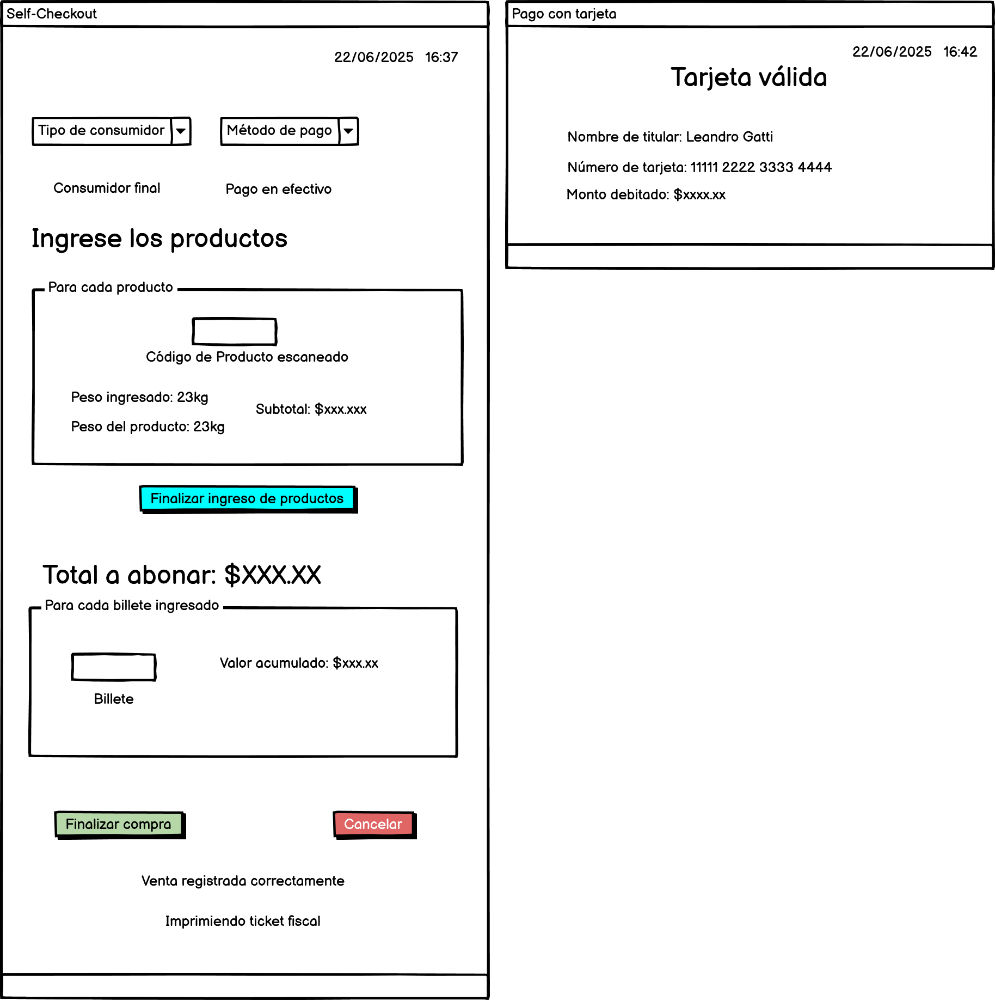 Self-Checkout
22/06/2025 16:37
Tipo de consumidor
Método de pago
Consumidor final
Pago en efectivo
Ingrese los productos
Para cada producto
Código de Producto escaneado
Peso ingresado: 23kg
Subtotal: $xxx.xxx
Peso del producto: 23kg
Finalizar ingreso de productos
Total a abonar: $XXX.XX
Para cada billete ingresado
Valor acumulado: $xxx.xx
Billete
Finalizar compra
Cancelar
Venta registrada correctamente
Imprimiendo ticket fiscal
Pago con tarjeta
22/06/2025 16:42
Tarjeta válida
Nombre de titular: Leandro Gatti
Número de tarjeta: 11111 2222 3333 4444
Monto debitado: $xxxx.xx